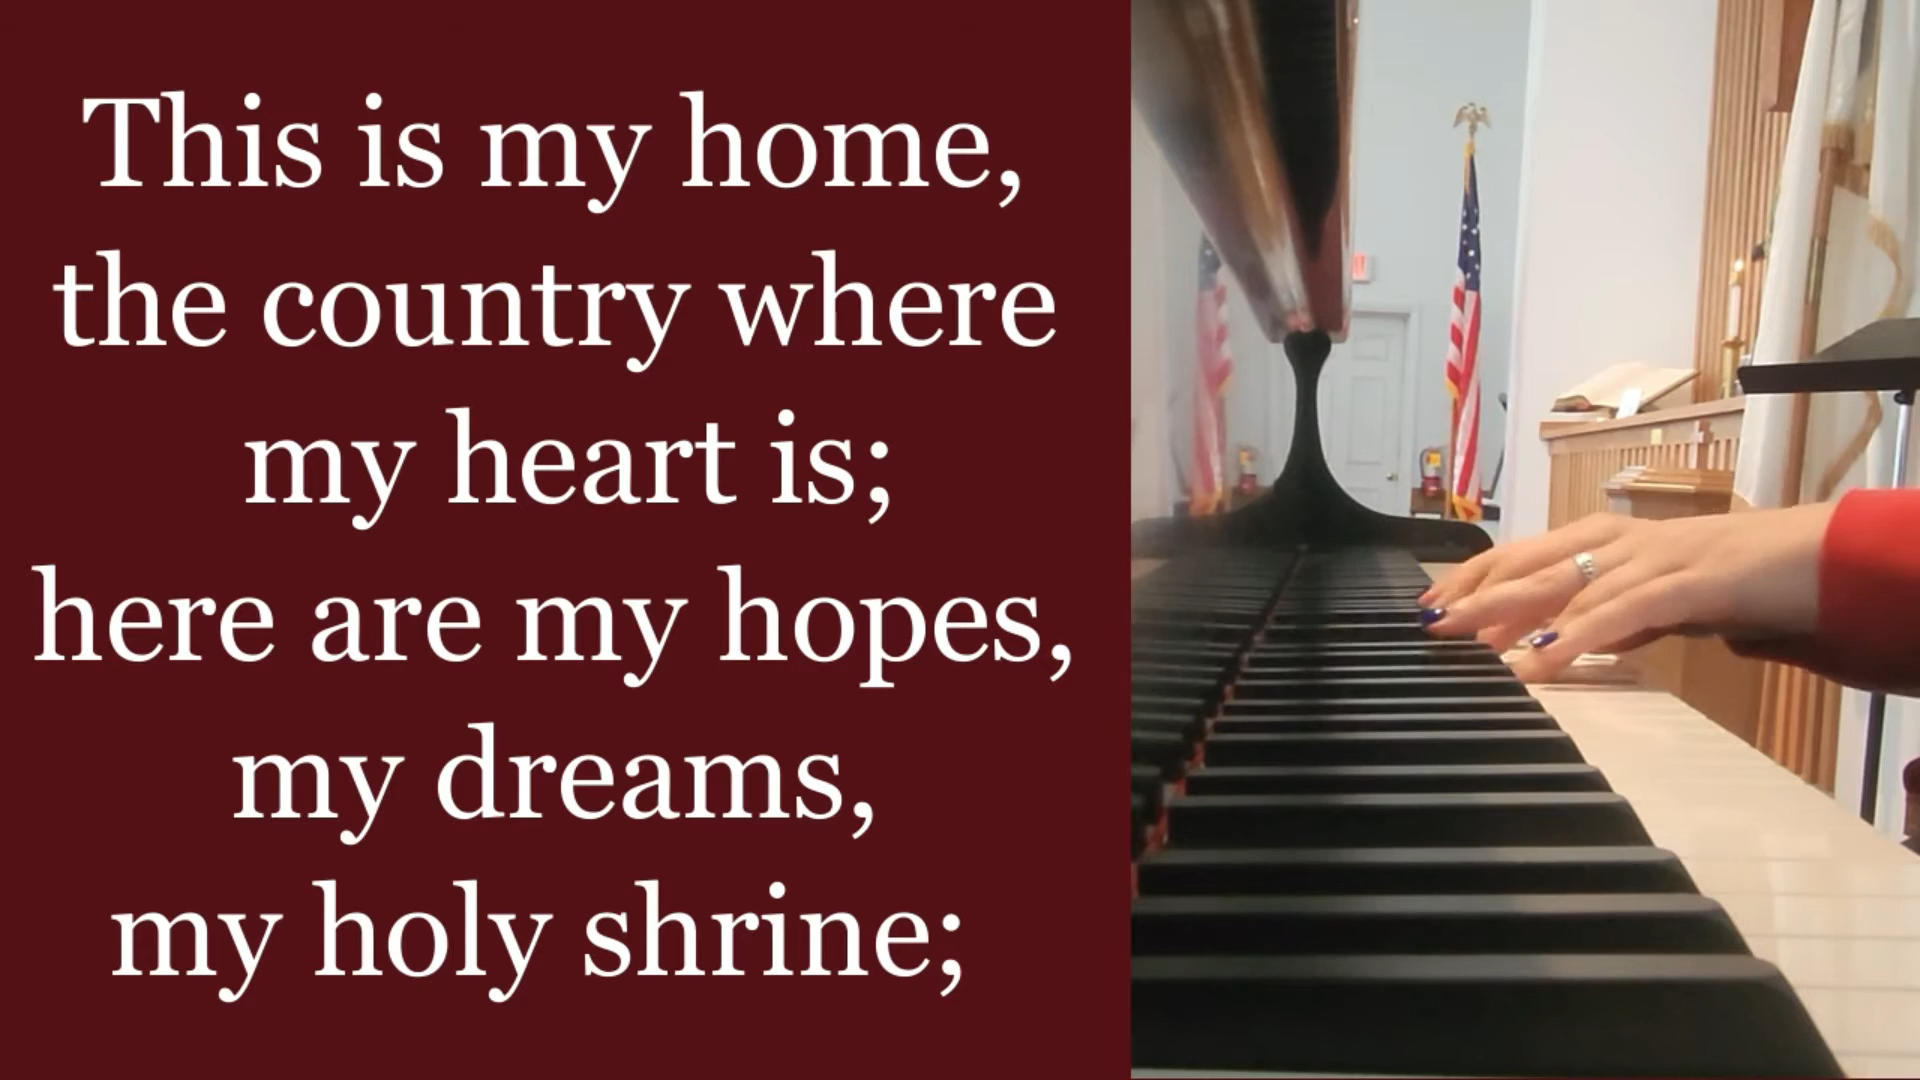 This is my home,
the country where
my heart is;
here are my hopes,
my dreams,
my holy shrine;